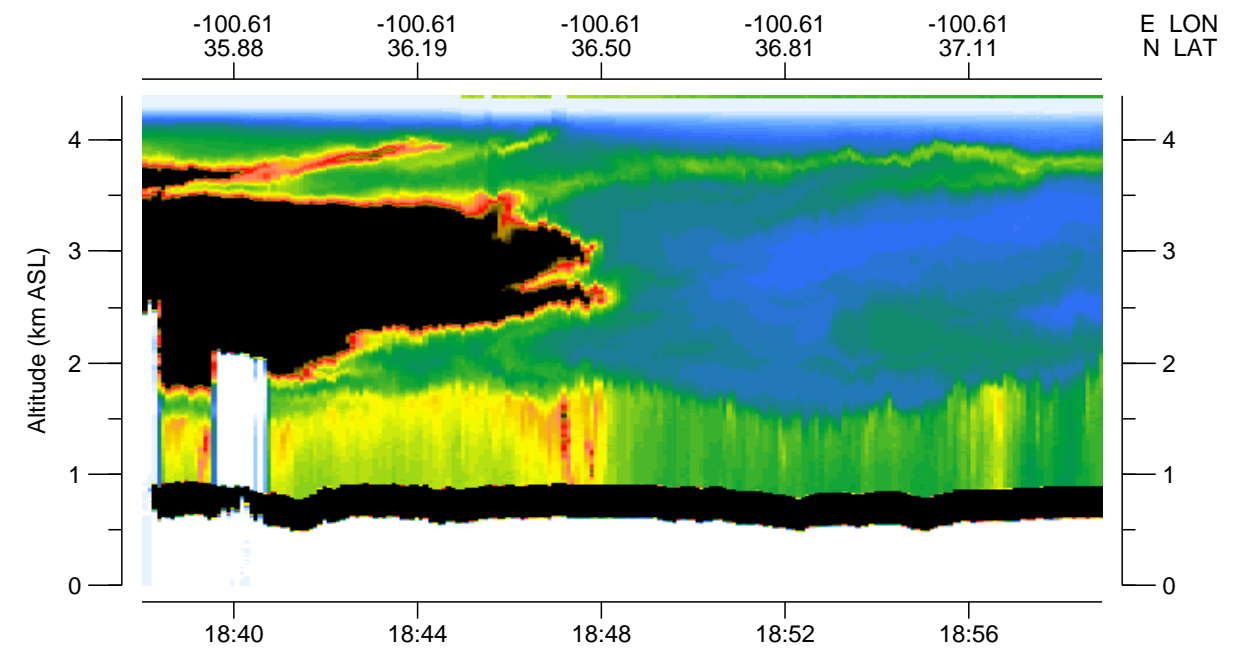 -100.61 -100.61 -100.61 -100.61 -100.61 E LON
35.88 36.19 36.50 36.81 37.11 N LAT
4 4
3 3
Altitude (km ASL)
2 2
1 1
0 0
18:40 18:44 18:48 18:52 18:56